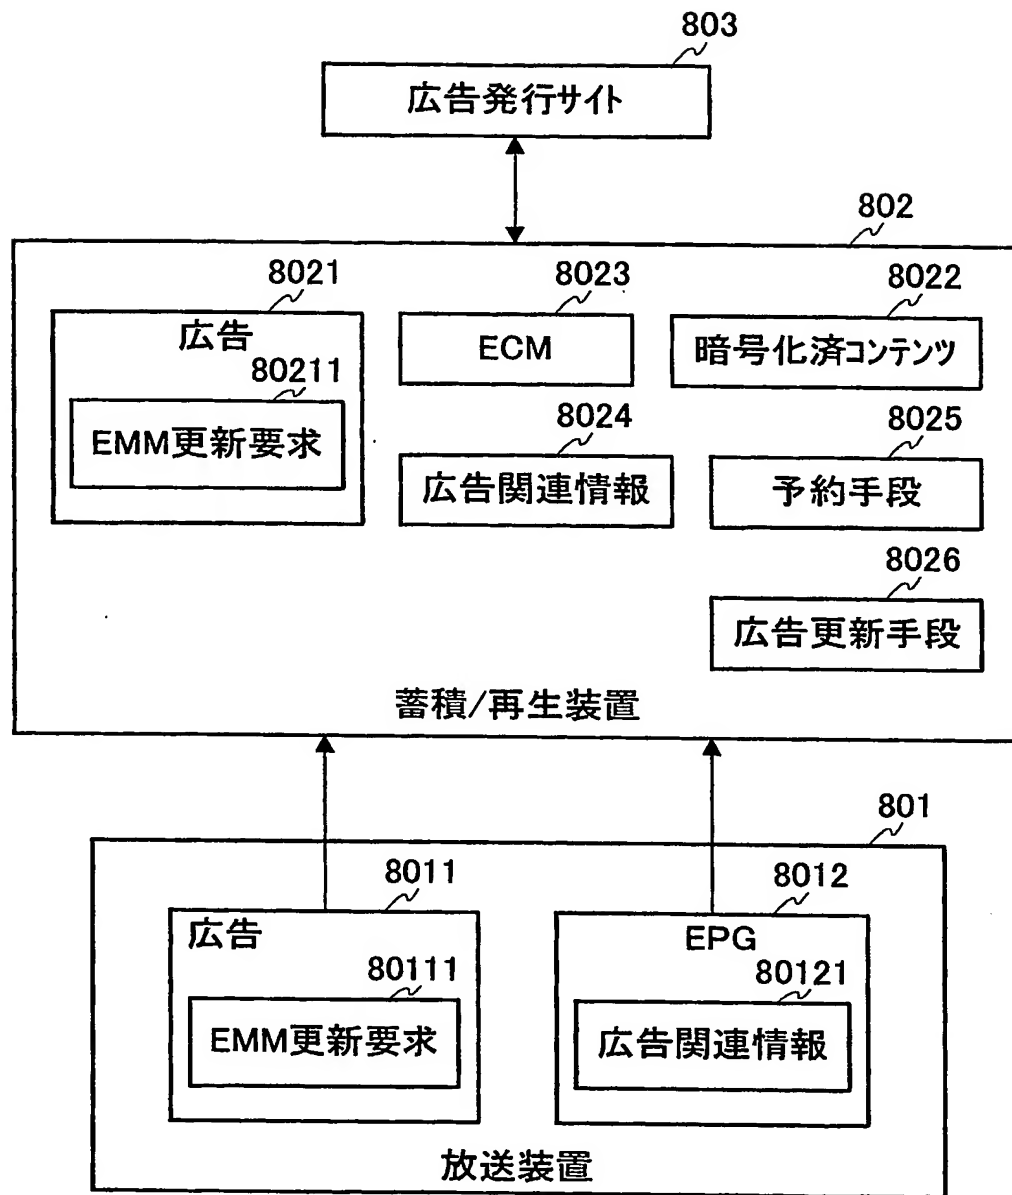 803
広告発行サイト
802
8021
8023
8022
広告
ECM
暗号化済コンテンツ
80211
EMM更新要求
8024
8025
広告関連情報
予約手段
8026
広告更新手段
蓄積/再生装置
801
8011
8012
広告
EPG
80111
80121
EMM更新要求
広告関連情報
放送装置